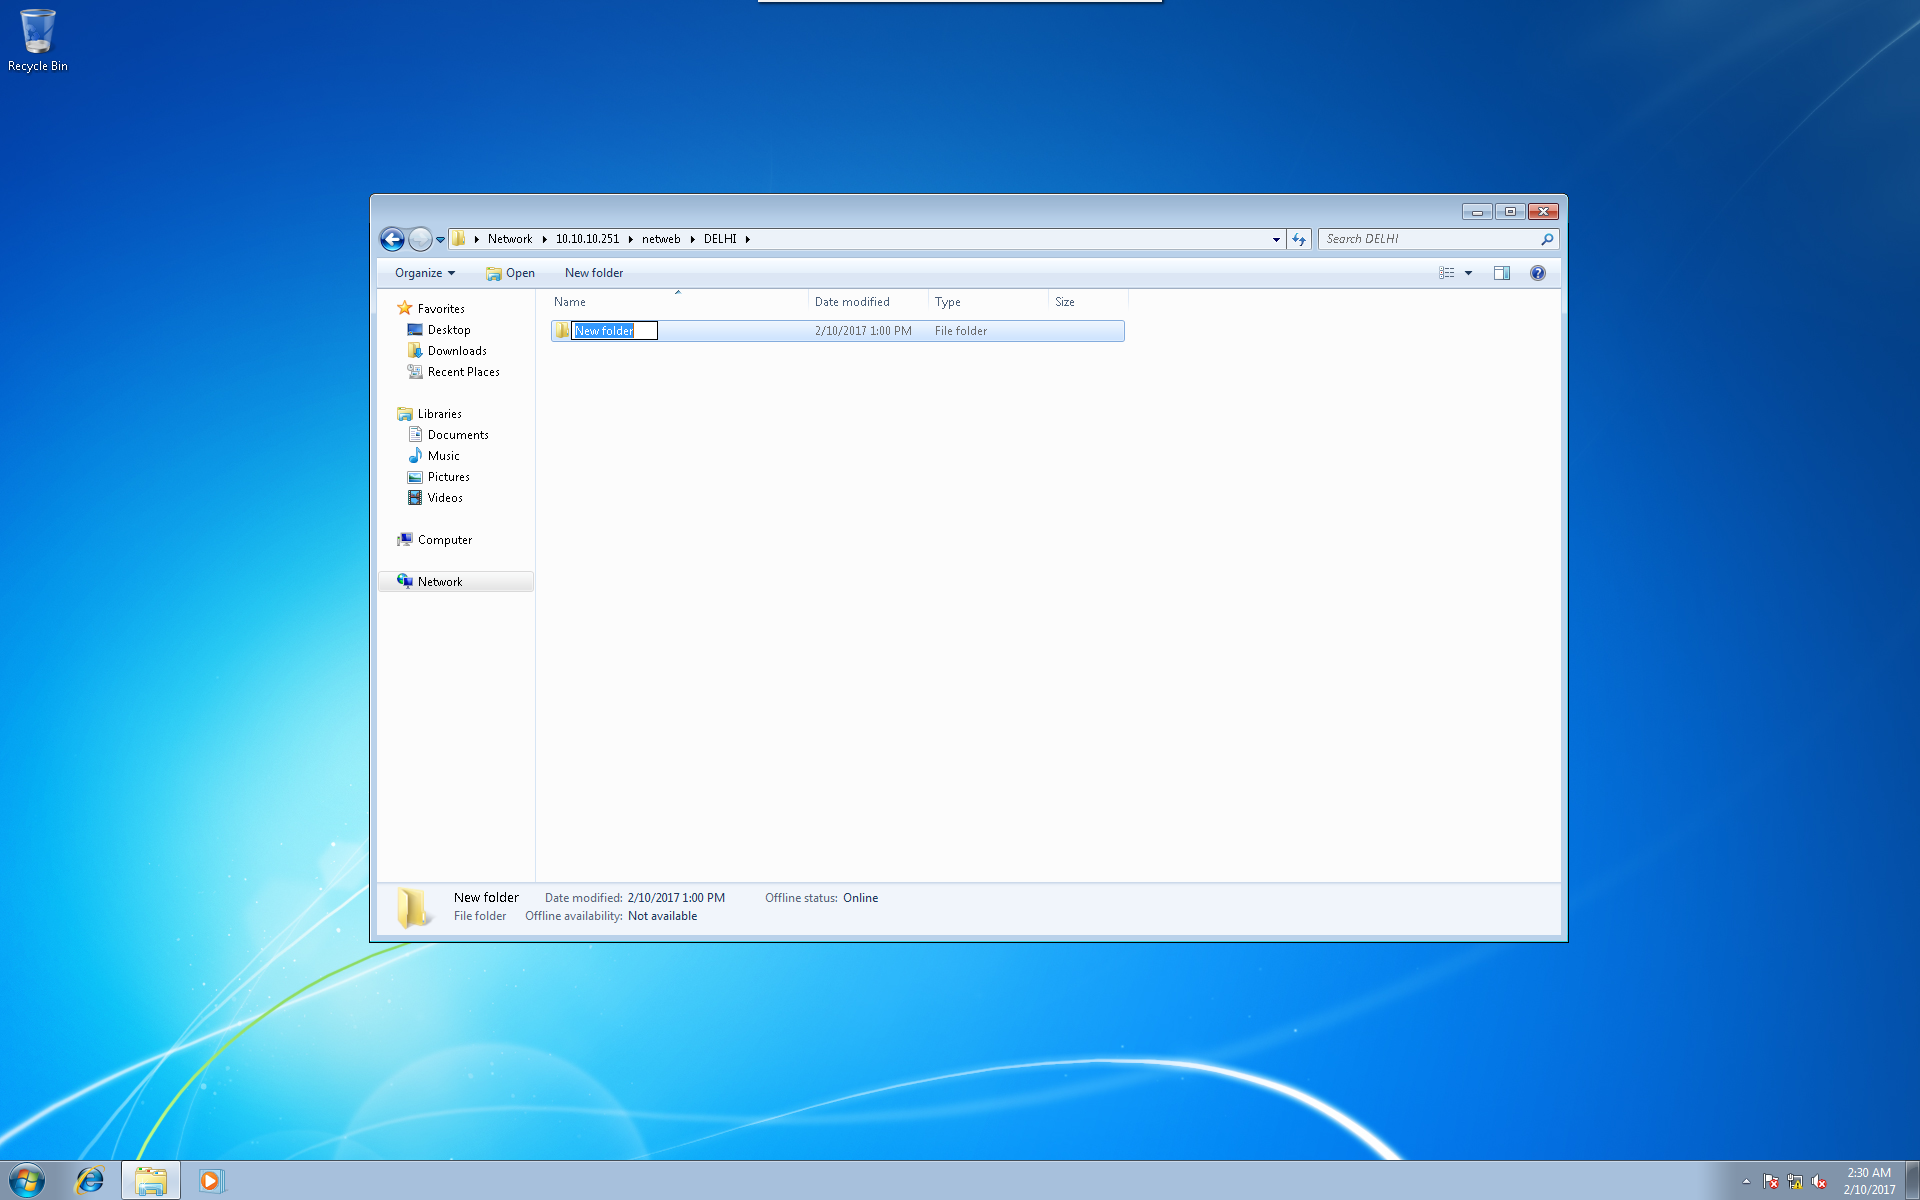 Recycle Bin
Network 10.10.10.251 netweb DELHI
Search DELHI
Organize Open New folder
Name Date modified Type Size
New folder 2/10/2017 1:00 PM File folder
Favorites
Desktop
Downloads
Recent Places
Libraries
Documents
Music
Pictures
Videos
Computer
Network
New folder Date modified: 2/10/2017 1:00 PM Offline status: Online
File folder Offline availability: Not available
2:30 AM
2/10/2017